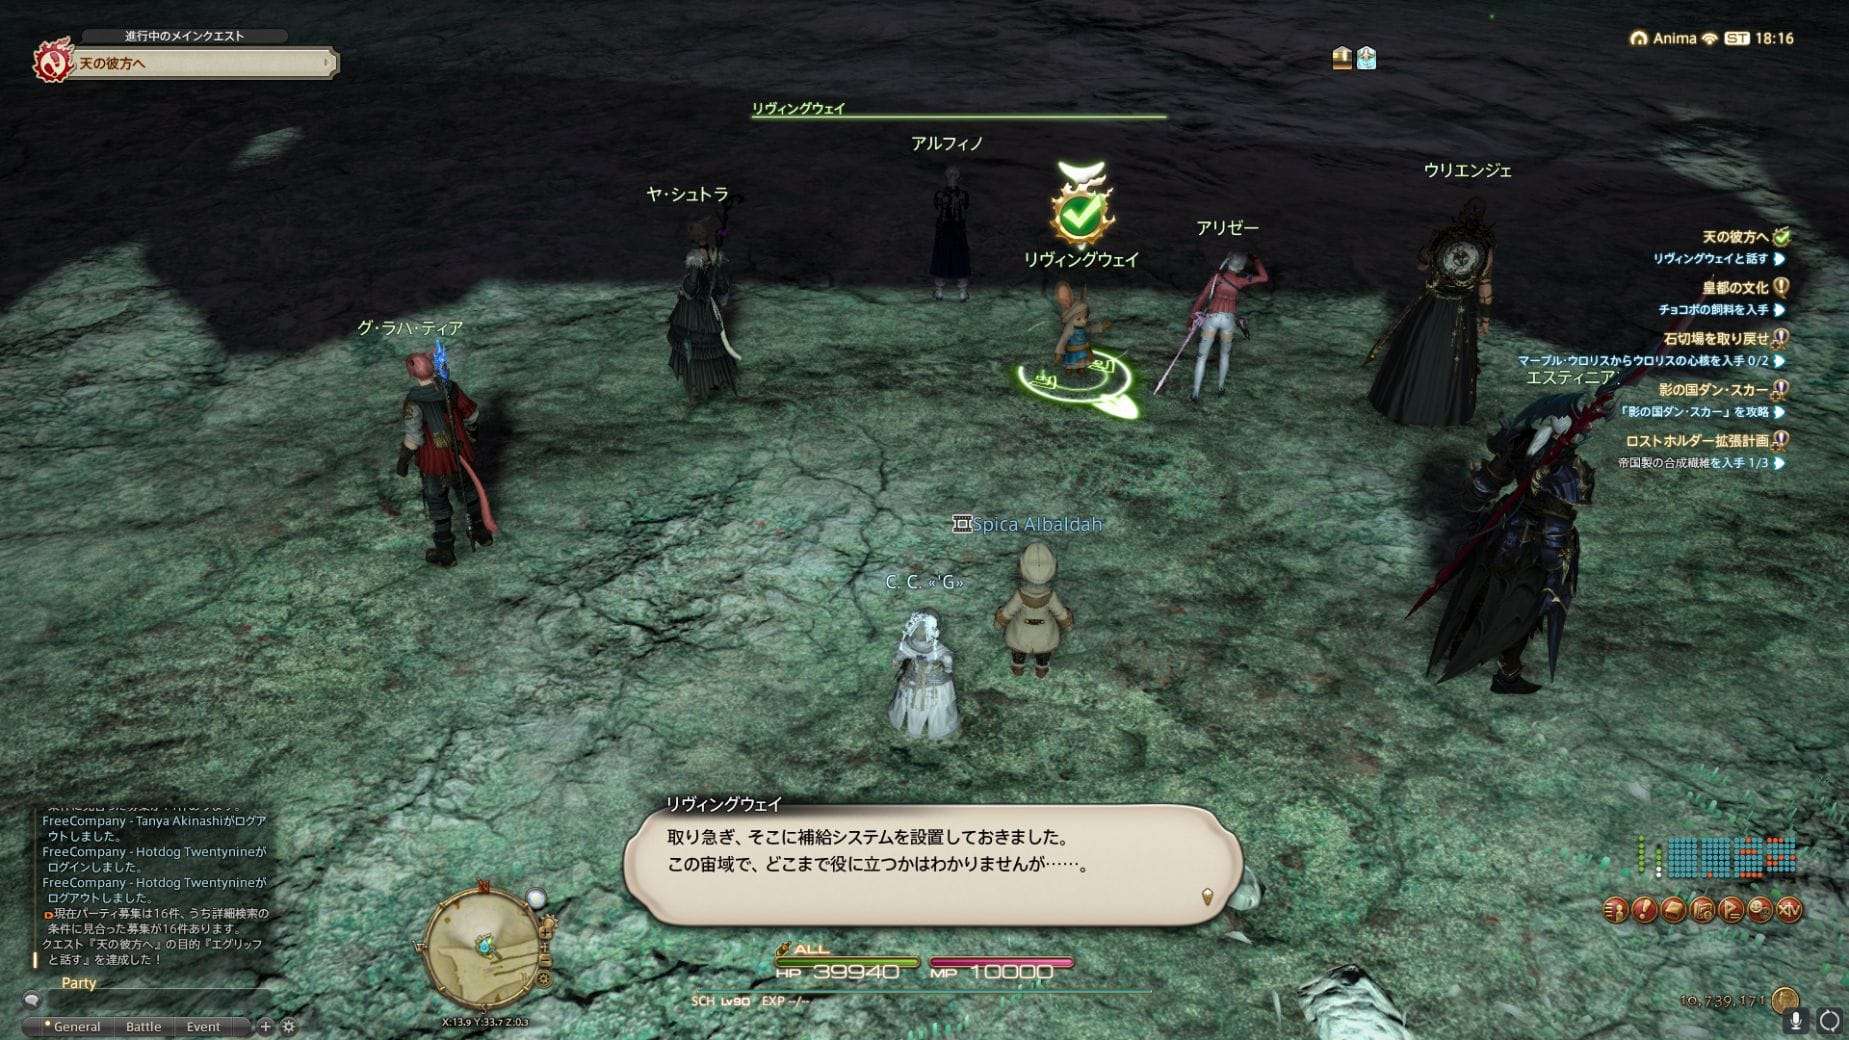 進行中のメインクエスト
天の彼方へ
Anima ST 18:16
リヴィングウェイ
アルフィノ
ヤ・シュトラ
ウリエンジェ
アリゼー
リヴィングウェイ
グ・ラハ・ティア
天の彼方へ
リヴィングウェイと話す
皇都の文化
チョコボの飼料を入手
石切場を取り戻せ
マーブル・ウロリスからウロリスの心核を入手 0/2
エスティニアン
影の国ダン・スカー
「影の国ダン・スカー」を攻略
ロストホルダー拡張計画
帝国製の合成繊維を入手 1/3
Spica Albaldah
C. C. «'G»
リヴィングウェイ
取り急ぎ、そこに補給システムを設置しておきました。
この宙域で、どこまで役に立つかはわかりませんが……。
FreeCompany - Tanya Akinashiがログア
ウトしました。
FreeCompany - Hotdog Twentynineが
ログインしました。
FreeCompany - Hotdog Twentynineが
ログアウトしました。
現在パーティ募集は16件、うち詳細検索の
条件に見合った募集が16件あります。
クエスト『天の彼方へ』の目的『エグリッフ
と話す』を達成した！
Party
General Battle Event
X:13.9 Y:33.7 Z:0.3
ALL
HP 39940 MP 10000
SCH Lv90 EXP --/--
XIV
10,739,171